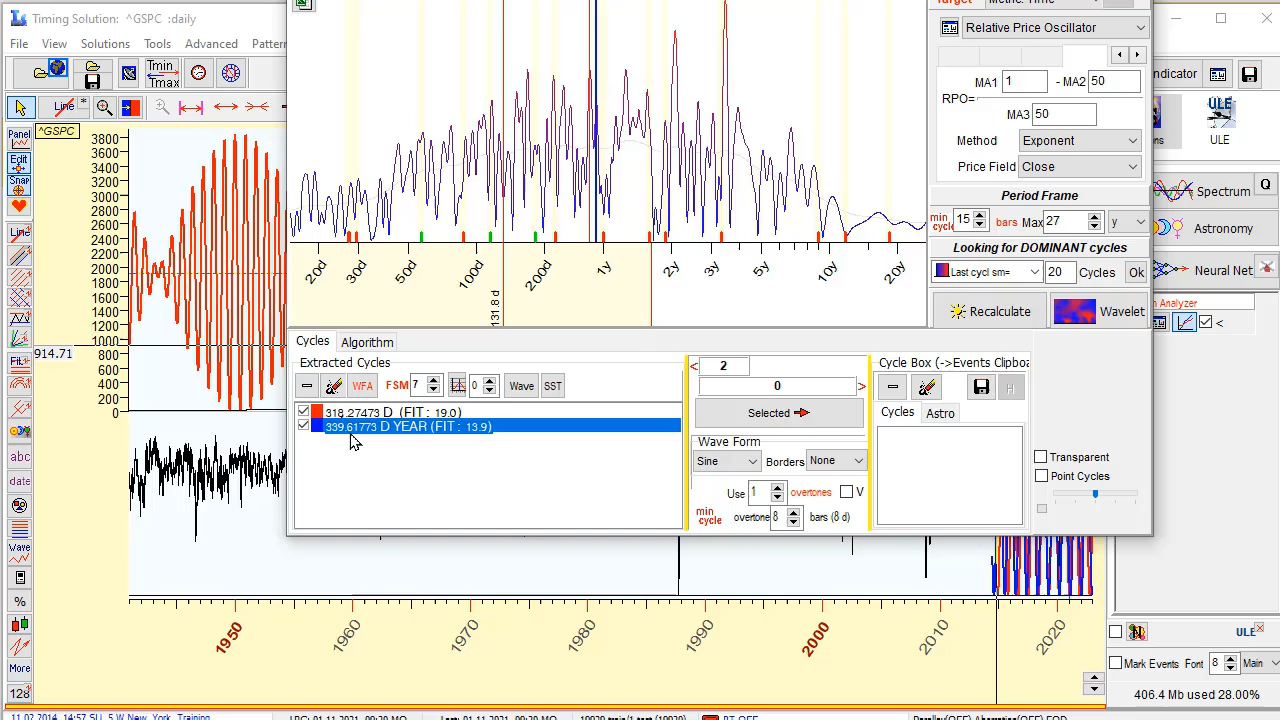 Timing Solution: ^GSPC :daily
File View Solutions Tools Advanced Pattern
Tmin
Tmax
Line *
Panel
^GSPC
3800
3600
3400
3200
3000
2800
2600
2400
2200
2000
1800
1600
1400
1200
1000
914.71
800
600
400
200
0
Edit
Snap
Line
Fit
abc
date
Wave
%
More
128
1950
1960
1970
1980
1990
2000
2010
2020
20d
30d
50d
100d
131.8 d
200d
1y
2y
3y
5y
10y
20y
Relative Price Oscillator
MA1 1 - MA2 50
RPO=
MA3 50
Method Exponent
Price Field Close
Period Frame
min cycle 15 bars Max 27 y
Looking for DOMINANT cycles
Last cycl sm= 20 Cycles Ok
Recalculate Wavelet
Cycles Algorithm
Extracted Cycles
WFA FSM 7 0 Wave SST
318.27473 D (FIT : 19.0)
339.61773 D YEAR (FIT : 13.9)
< 2
0 >
Selected
Wave Form
Sine Borders None
Use 1 overtones V
min cycle overtone 8 bars (8 d)
Cycle Box (->Events Clipboa
H
Cycles Astro
Transparent
Point Cycles
ndicator
ULE
Spectrum Q
Astronomy
Neural Net
n Analyzer
<
ULE
Mark Events Font 8 Main
406.4 Mb used 28.00%